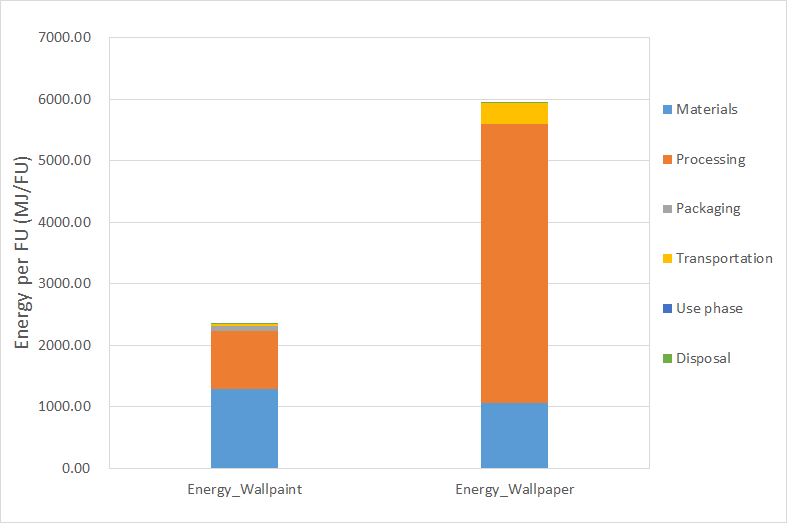 7000.00
6000.00
5000.00
4000.00
3000.00
2000.00
1000.00
0.00
Energy per FU (MJ/FU)
Energy_Wallpaint
Energy_Wallpaper
Materials
Processing
Packaging
Transportation
Use phase
Disposal